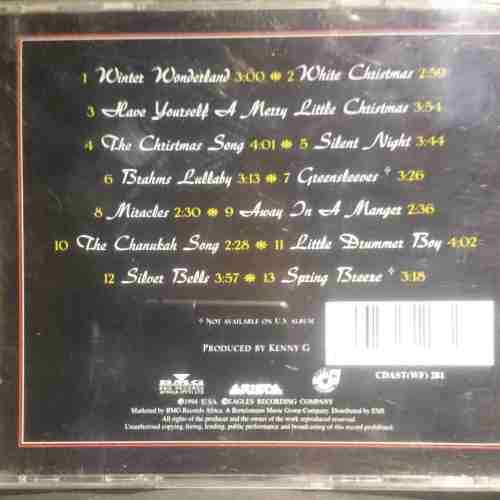 1 Winter Wonderland 3:00 ✹ 2 White Christmas 2:59
3 Have Yourself A Merry Little Christmas 3:54
4 The Christmas Song 4:01 ✹ 5 Silent Night 3:44
6 Brahms Lullaby 3:13 ✹ 7 Greensleeves † 3:26
8 Miracles 2:30 ✹ 9 Away In A Manger 2:36
10 The Chanukah Song 2:28 ✹ 11 Little Drummer Boy 4:02
12 Silver Bells 3:57 ✹ 13 Spring Breeze † 3:18
† NOT AVAILABLE ON U.S. ALBUM
PRODUCED BY KENNY G
CDAST(WF) 281
ARISTA
℗1994 U.S.A. ©EAGLES RECORDING COMPANY
Marketed by BMG Records Africa. A Bertelsmann Music Group Company. Distributed by EMS
All rights of the producer and the owner of the work reproduced reserved.
Unauthorised copying, hiring, lending, public performance and broadcasting of this record prohibited.